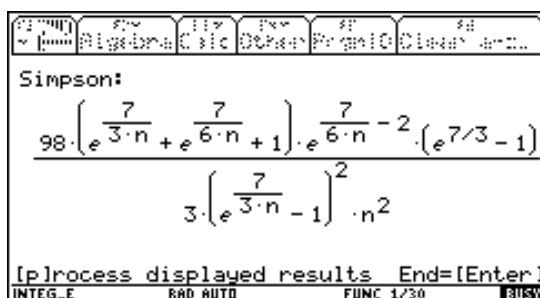 Algebra Calc Other PrgmIO Clean
Simpson:
98·(e^(7/(3·n)) + e^(7/(6·n)) + 1)·e^(7/(6·n) - 2)·(e^(7/3) - 1)
3·(e^(7/(3·n)) - 1)^2·n^2
[p]rocess displayed results End=[Enter]
INTEG_E RAD AUTO FUNC 1/30 BUSY